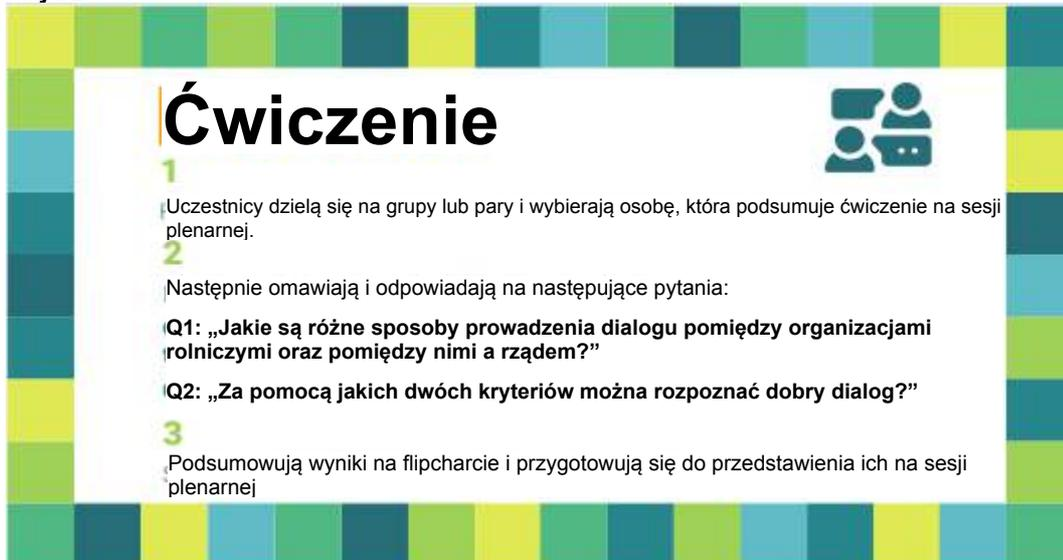 Ćwiczenie
1
Uczestnicy dzielą się na grupy lub pary i wybierają osobę, która podsumuje ćwiczenie na sesji
plenarnej.
2
Następnie omawiają i odpowiadają na następujące pytania:
Q1: „Jakie są różne sposoby prowadzenia dialogu pomiędzy organizacjami
rolniczymi oraz pomiędzy nimi a rządem?”
Q2: „Za pomocą jakich dwóch kryteriów można rozpoznać dobry dialog?”
3
Podsumowują wyniki na flipcharcie i przygotowują się do przedstawienia ich na sesji
plenarnej